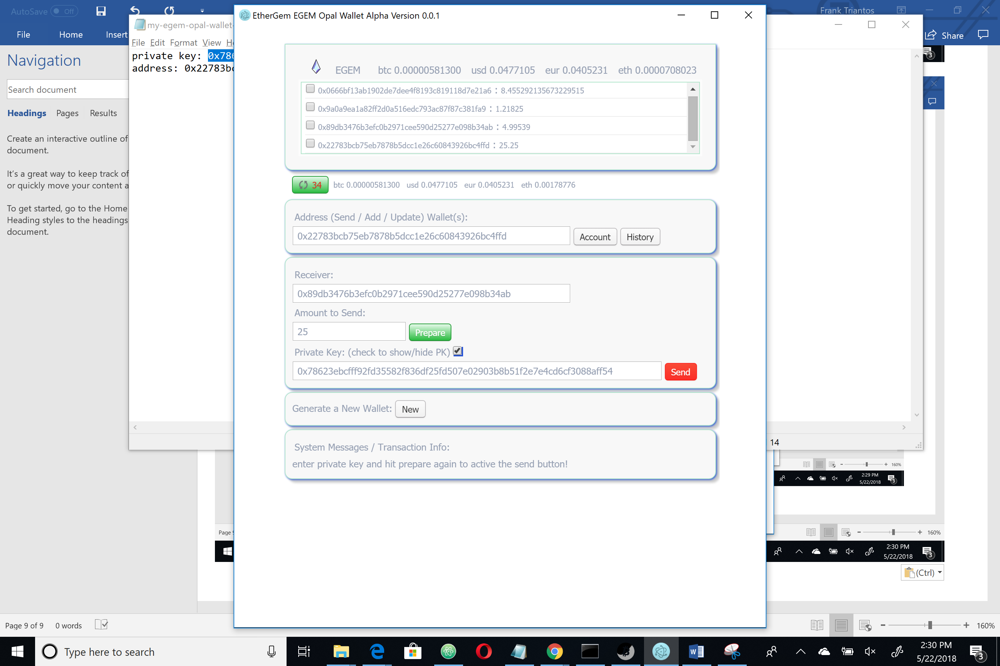 AutoSave Off
Frank Triantos
File Home Insert
Share
my-egem-opal-wallet-
File Edit Format View He
private key: 0x786
address: 0x22783bc
Navigation
Search document
Headings Pages Results
Create an interactive outline of
document.
It's a great way to keep track of
or quickly move your content a
To get started, go to the Home
Heading styles to the headings
document.
EtherGem EGEM Opal Wallet Alpha Version 0.0.1
EGEM btc 0.00000581300 usd 0.0477105 eur 0.0405231 eth 0.0000708023
0x0666bf13ab1902de7dee4f8193c819118d7e21a6 : 8.455292135673229515
0x9a0a9ea1a82ff2d0a516edc793ac87f87c381fa9 : 1.21825
0x89db3476b3efc0b2971cee590d25277e098b34ab : 4.99539
0x22783bcb75eb7878b5dcc1e26c60843926bc4ffd : 25.25
34 btc 0.00000581300 usd 0.0477105 eur 0.0405231 eth 0.00178776
Address (Send / Add / Update) Wallet(s):
0x22783bcb75eb7878b5dcc1e26c60843926bc4ffd Account History
Receiver:
0x89db3476b3efc0b2971cee590d25277e098b34ab
Amount to Send:
25 Prepare
Private Key: (check to show/hide PK)
0x78623ebcfff92fd35582f836df25fd507e02903b8b51f2e7e4cd6cf3088aff54 Send
Generate a New Wallet: New
System Messages / Transaction Info:
enter private key and hit prepare again to active the send button!
3
14
160%
2:29 PM
5/22/2018
3
Page 9
160%
2:30 PM
5/22/2018
3
(Ctrl)
Page 9 of 9 0 words
160%
Type here to search
2:30 PM
5/22/2018
3